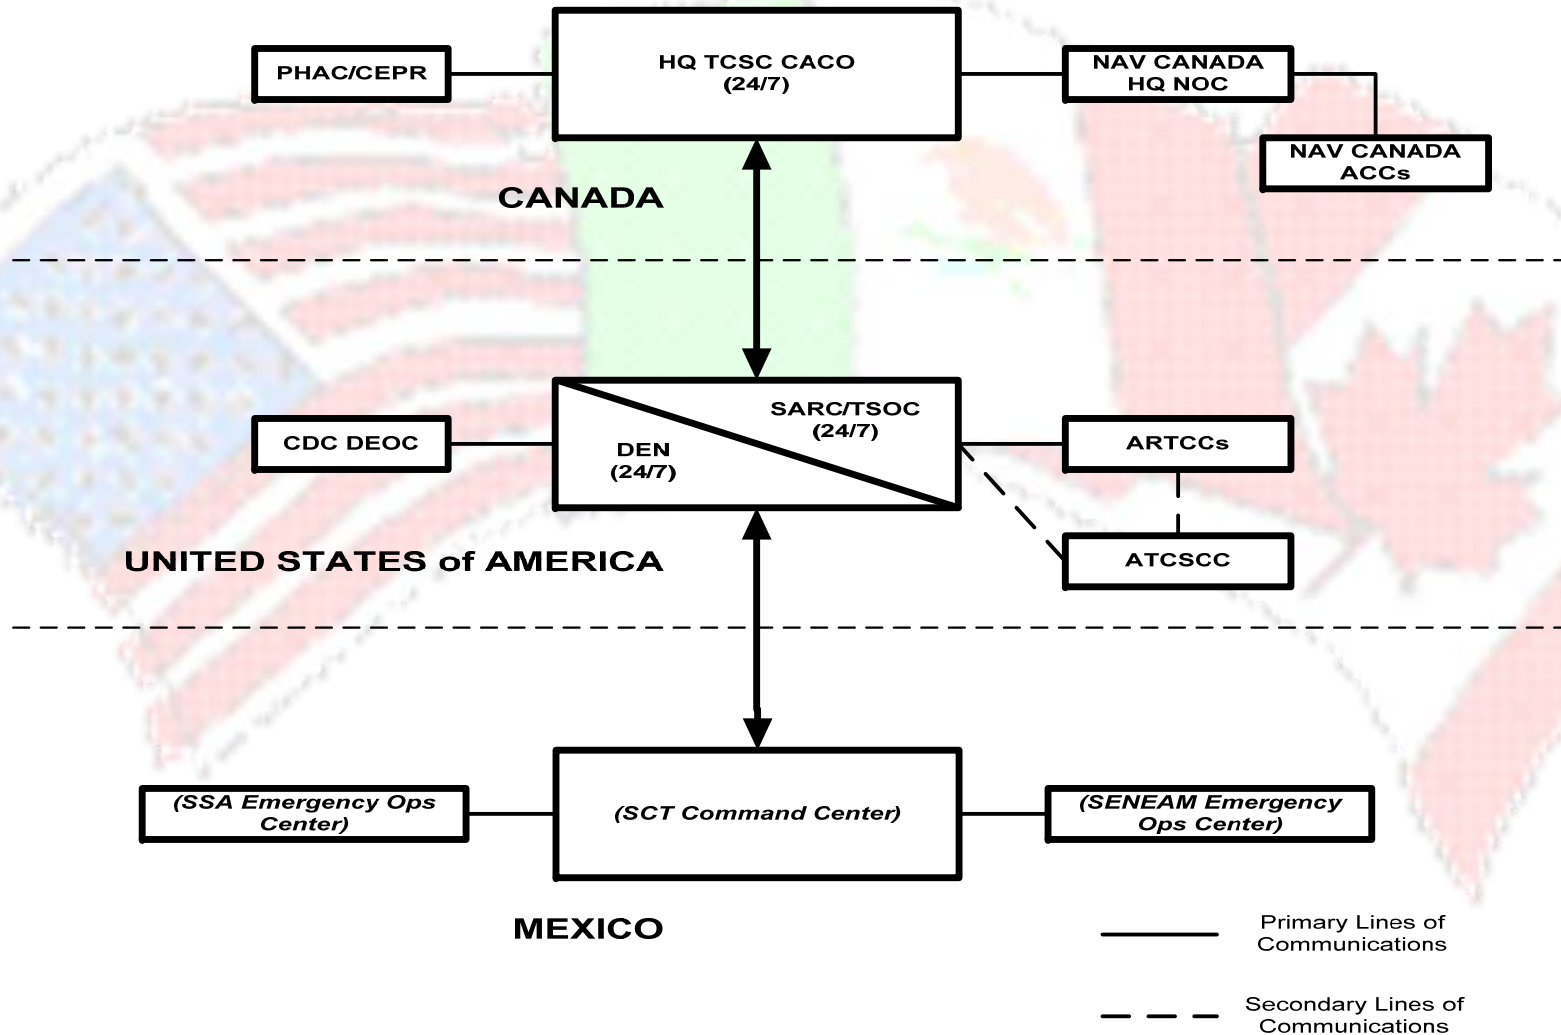 PHAC/CEPR
HQ TCSC CACO
(24/7)
NAV CANADA
HQ NOC
NAV CANADA
ACCs
CANADA
CDC DEOC
DEN
(24/7)
SARC/TSOC
(24/7)
ARTCCs
ATCSCC
UNITED STATES of AMERICA
(SSA Emergency Ops
Center)
(SCT Command Center)
(SENEAM Emergency
Ops Center)
MEXICO
Primary Lines of
Communications
Secondary Lines of
Communications